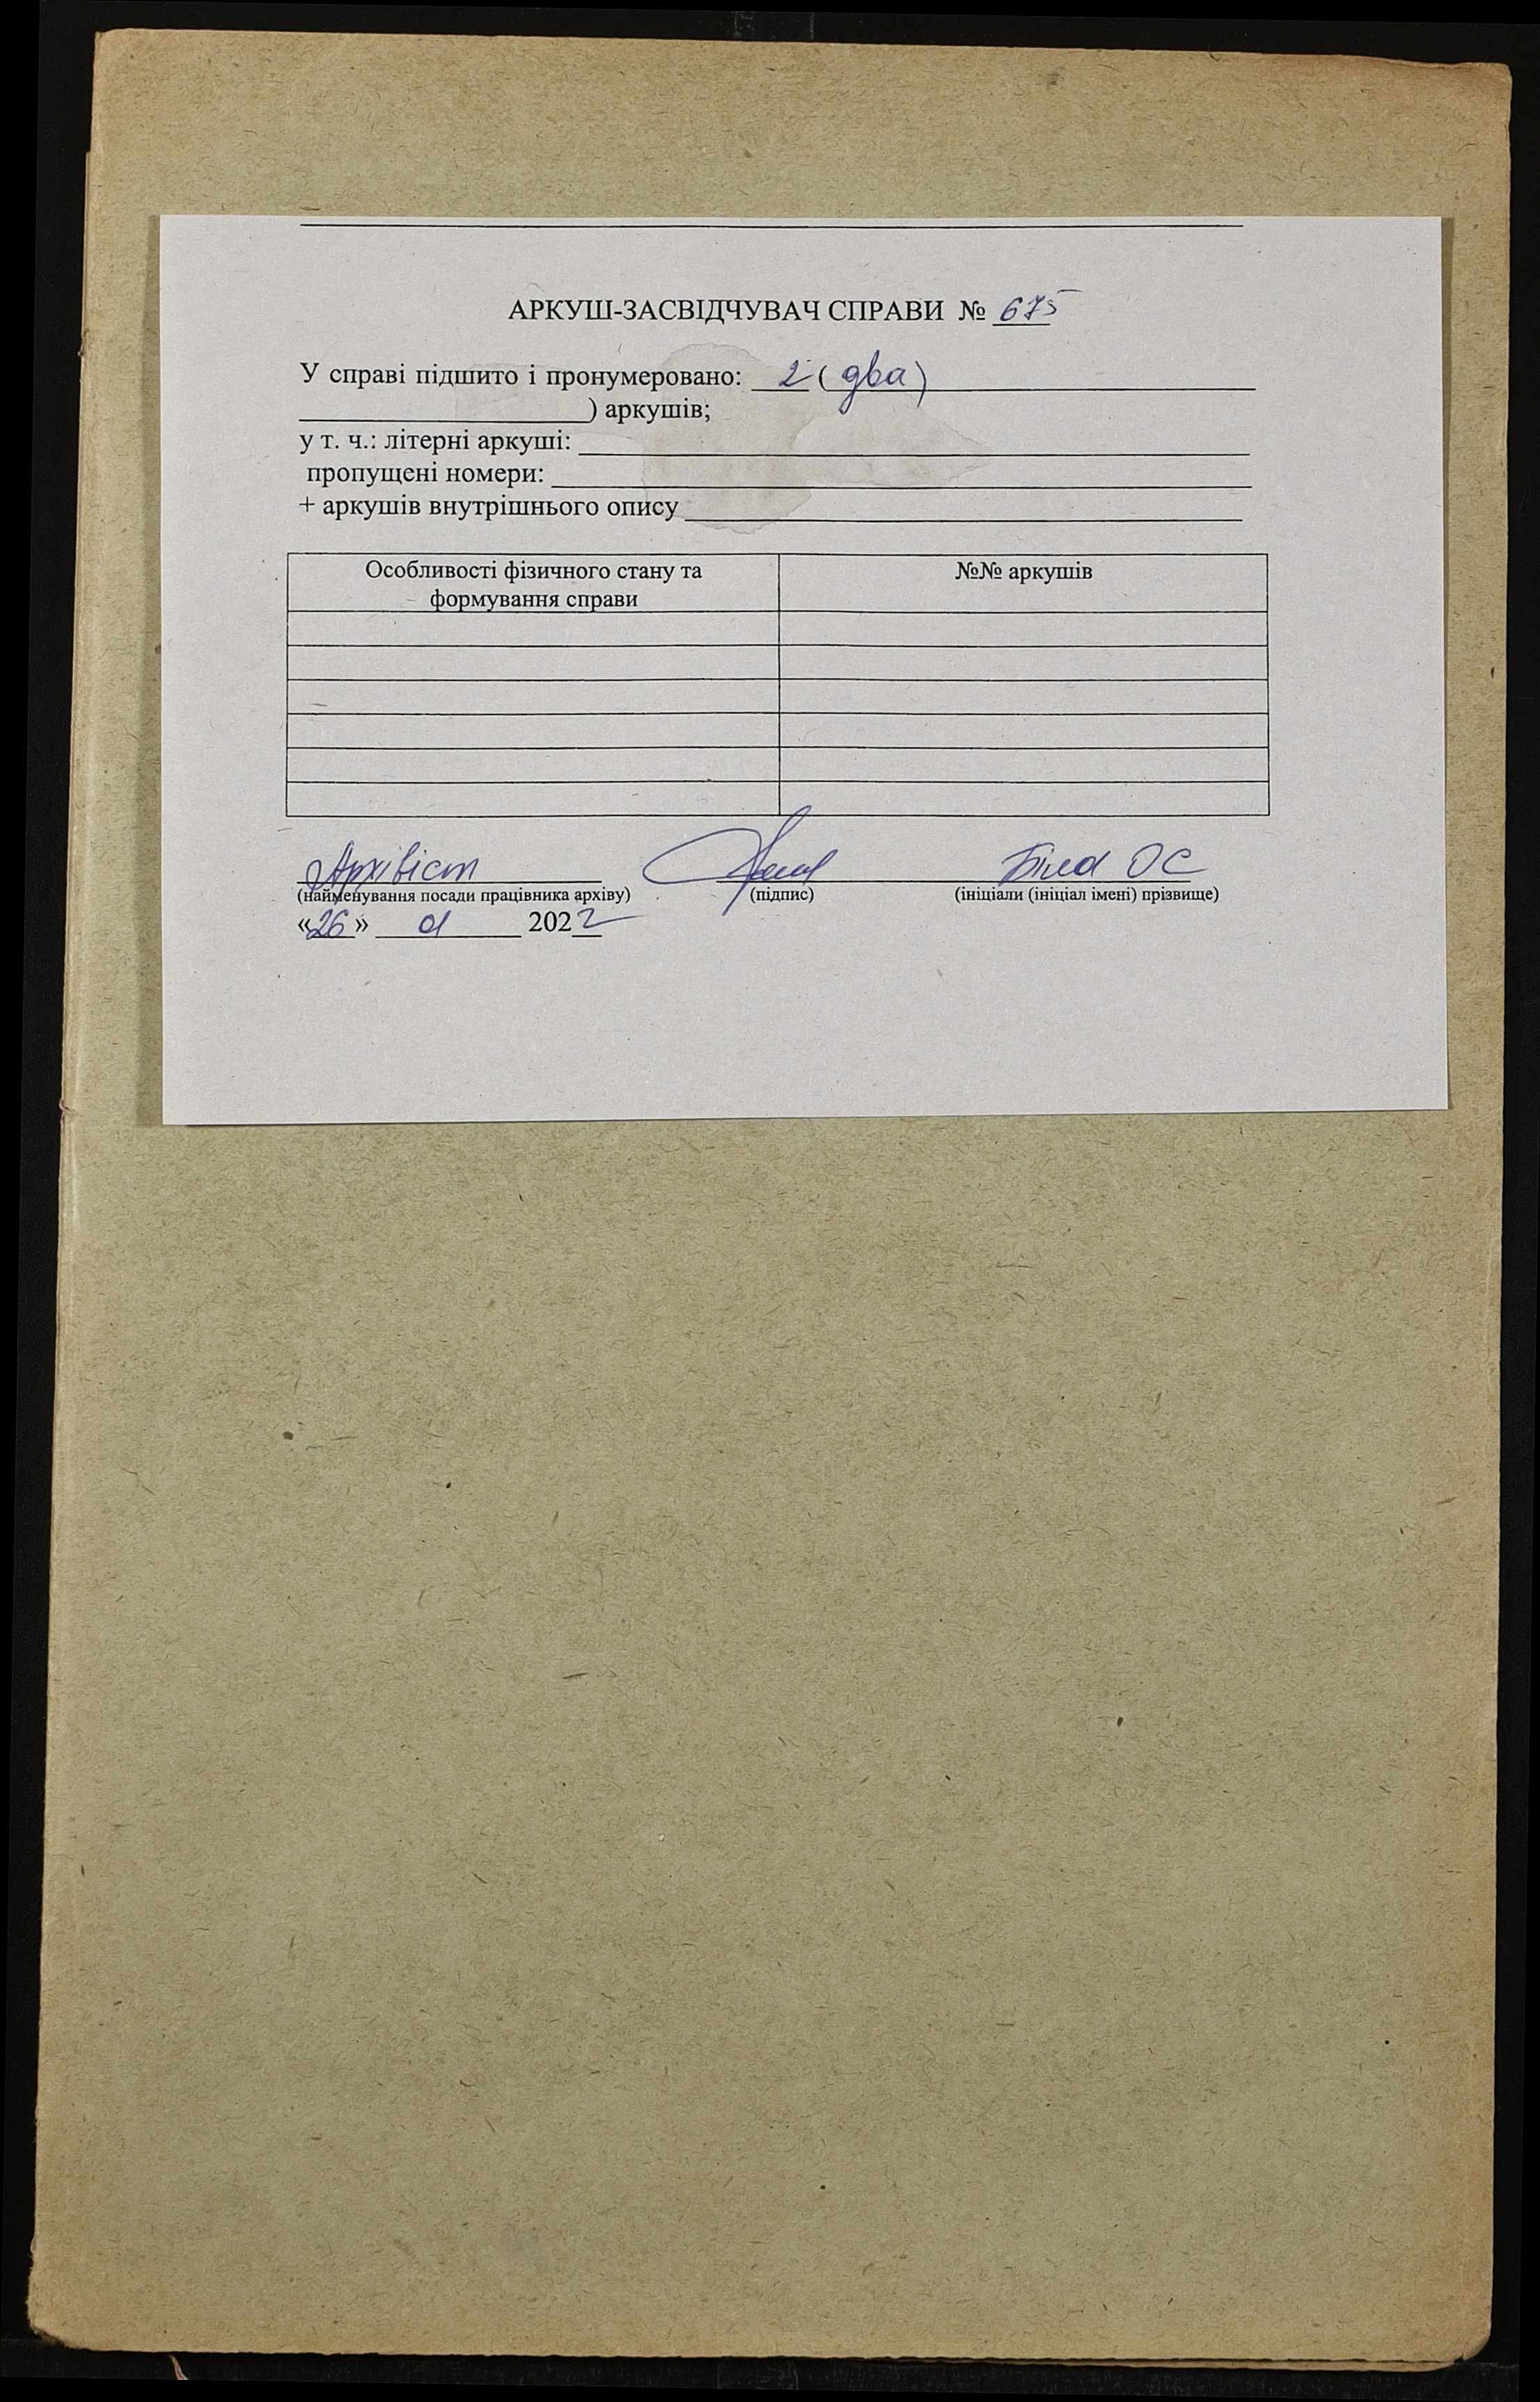 АРКУШ-ЗАСВІДЧУВАЧ СПРАВИ № 675
У справі підшито і пронумеровано: 2 (два)
) аркушів;
у т. ч.: літерні аркуші:
пропущені номери:
+ аркушів внутрішнього опису
Особливості фізичного стану та формування справи
№№ аркушів
Архівіст Біла ОС
(найменування посади працівника архіву) (підпис) (ініціали (ініціал імені) прізвище)
«26» 2022